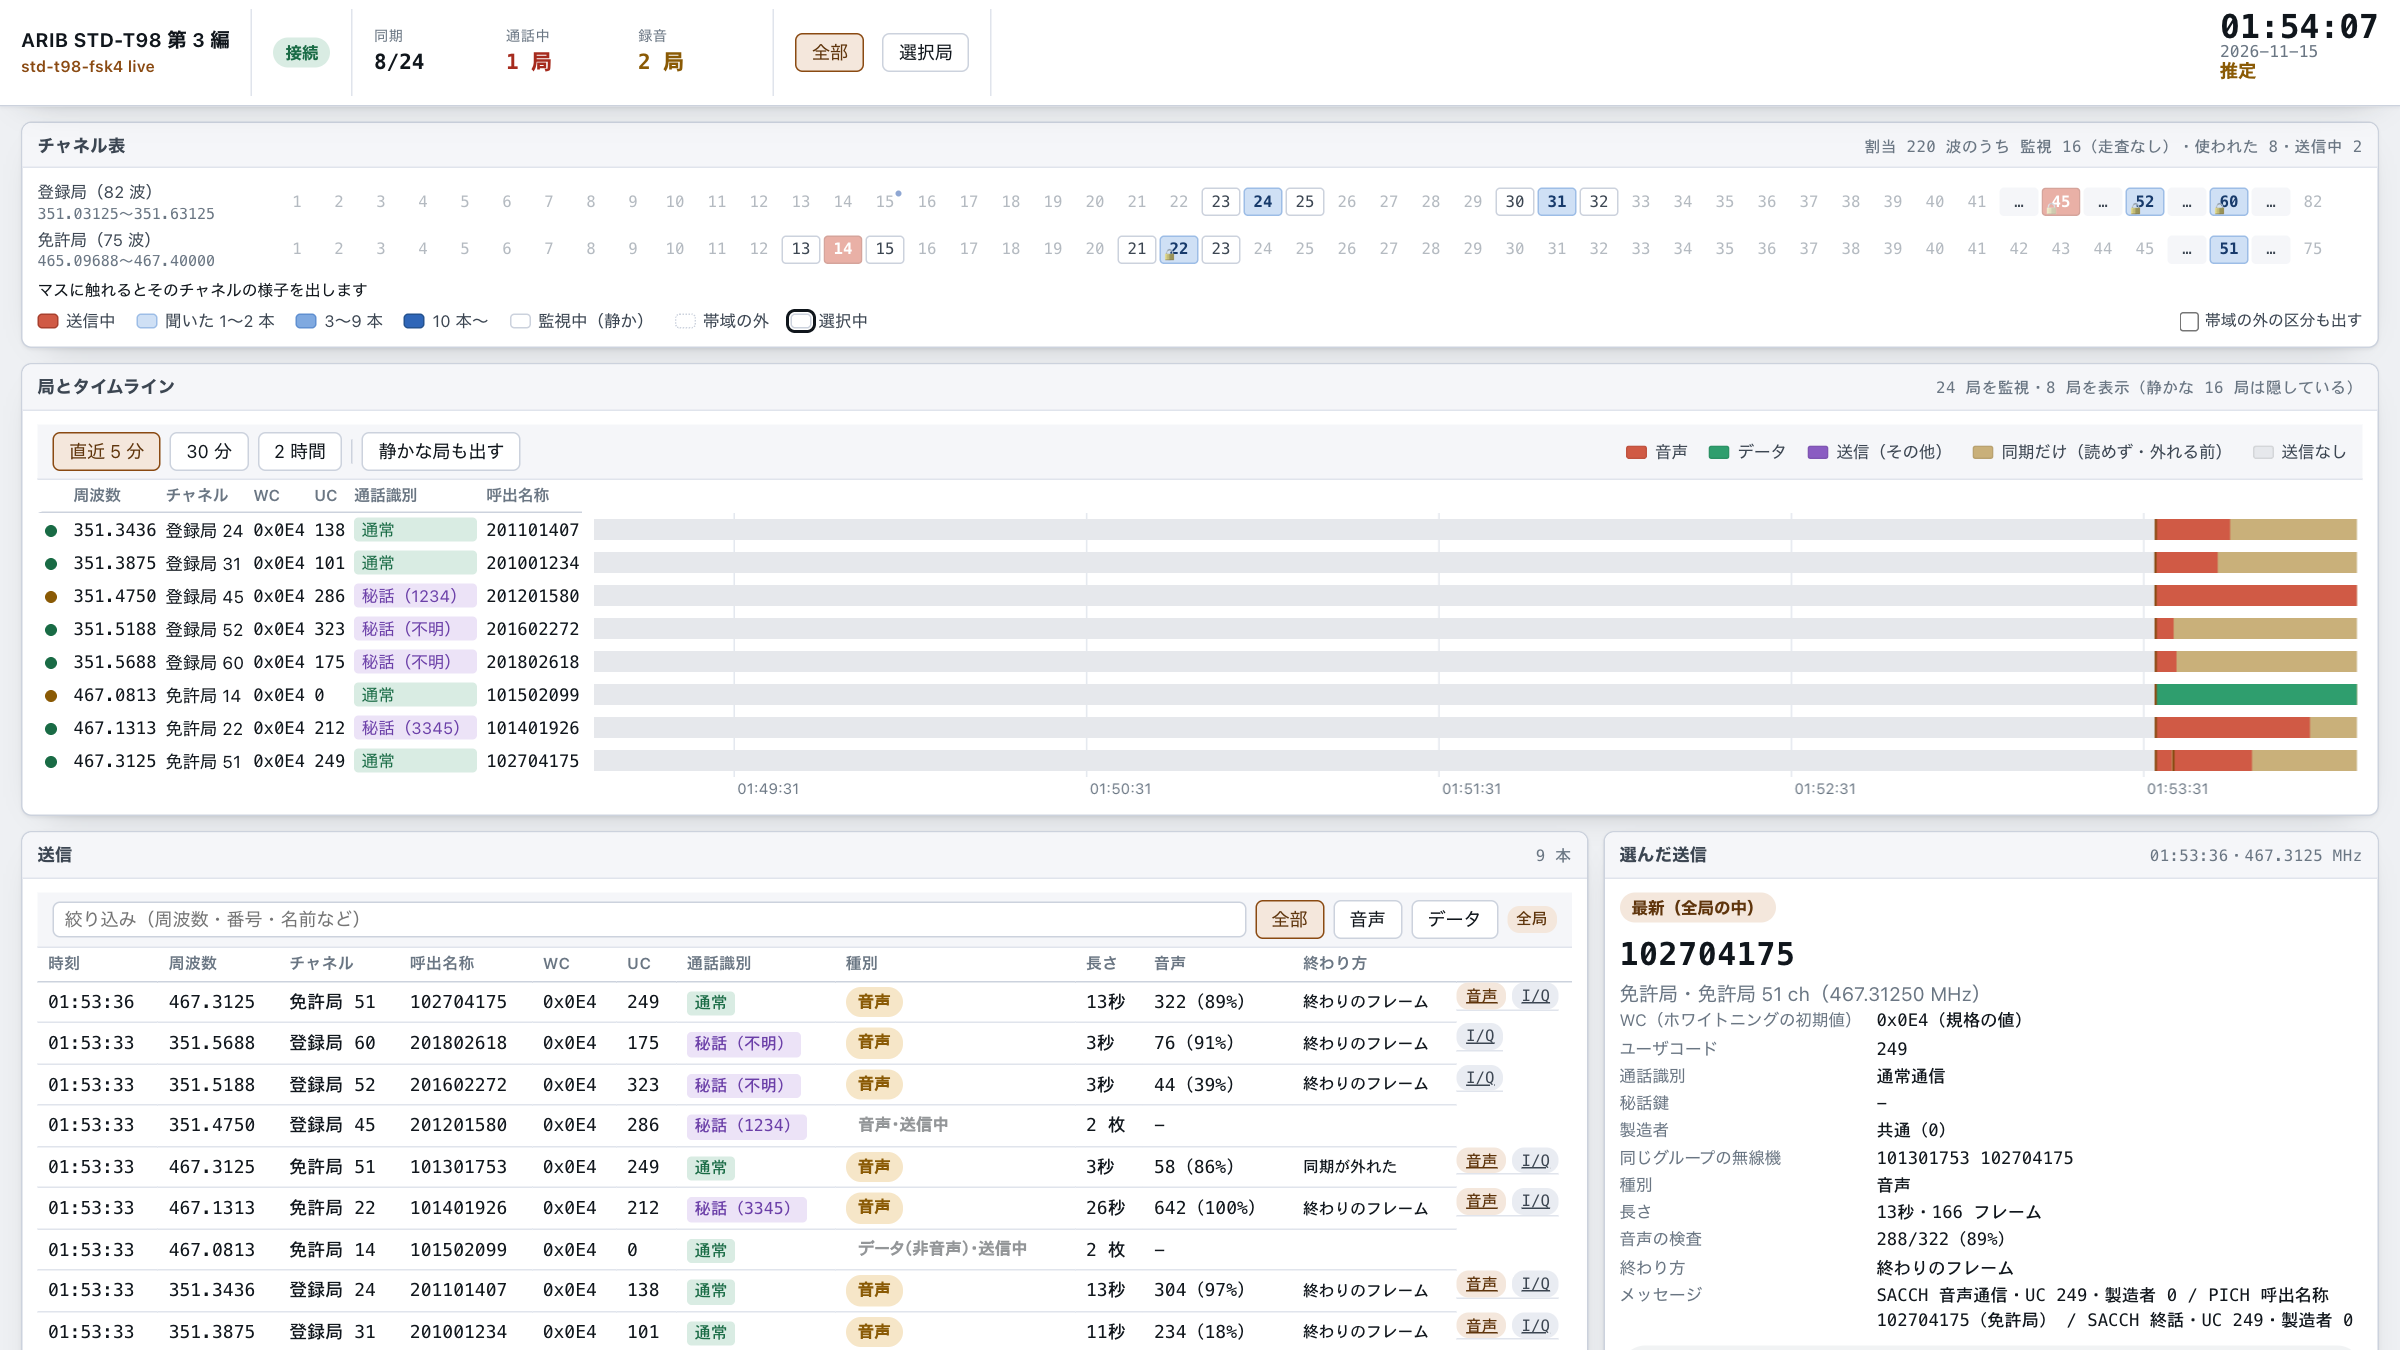 ARIB STD-T98 第 3 編
std-t98-fsk4 live
接続
同期
8/24
通話中
1 局
録音
2 局
全部
選択局
01:54:07
2026-11-15
推定
チャネル表
割当 220 波のうち 監視 16（走査なし）・使われた 8・送信中 2
登録局（82 波）
351.03125〜351.63125
1 2 3 4 5 6 7 8 9 10 11 12 13 14 15 16 17 18 19 20 21 22 23 24 25 26 27 28 29 30 31 32 33 34 35 36 37 38 39 40 41 … 45 … 52 … 60 … 82
免許局（75 波）
465.09688〜467.40000
1 2 3 4 5 6 7 8 9 10 11 12 13 14 15 16 17 18 19 20 21 22 23 24 25 26 27 28 29 30 31 32 33 34 35 36 37 38 39 40 41 42 43 44 45 … 51 … 75
マスに触れるとそのチャネルの様子を出します
送信中 聞いた 1〜2 本 3〜9 本 10 本〜 監視中（静か） 帯域の外 選択中
帯域の外の区分も出す
局とタイムライン
24 局を監視・8 局を表示（静かな 16 局は隠している）
直近 5 分 30 分 2 時間 静かな局も出す
音声 データ 送信（その他） 同期だけ（読めず・外れる前） 送信なし
周波数 チャネル WC UC 通話識別 呼出名称
351.3436 登録局 24 0x0E4 138 通常 201101407
351.3875 登録局 31 0x0E4 101 通常 201001234
351.4750 登録局 45 0x0E4 286 秘話（1234） 201201580
351.5188 登録局 52 0x0E4 323 秘話（不明） 201602272
351.5688 登録局 60 0x0E4 175 秘話（不明） 201802618
467.0813 免許局 14 0x0E4 0 通常 101502099
467.1313 免許局 22 0x0E4 212 秘話（3345） 101401926
467.3125 免許局 51 0x0E4 249 通常 102704175
01:49:31 01:50:31 01:51:31 01:52:31 01:53:31
送信
9 本
絞り込み（周波数・番号・名前など）
全部 音声 データ 全局
時刻 周波数 チャネル 呼出名称 WC UC 通話識別 種別 長さ 音声 終わり方
01:53:36 467.3125 免許局 51 102704175 0x0E4 249 通常 音声 13秒 322 (89%) 終わりのフレーム 音声 I/Q
01:53:33 351.5688 登録局 60 201802618 0x0E4 175 秘話（不明） 音声 3秒 76 (91%) 終わりのフレーム I/Q
01:53:33 351.5188 登録局 52 201602272 0x0E4 323 秘話（不明） 音声 3秒 44 (39%) 終わりのフレーム I/Q
01:53:33 351.4750 登録局 45 201201580 0x0E4 286 秘話（1234） 音声・送信中 2 枚 –
01:53:33 467.3125 免許局 51 101301753 0x0E4 249 通常 音声 3秒 58 (86%) 同期が外れた 音声 I/Q
01:53:33 467.1313 免許局 22 101401926 0x0E4 212 秘話（3345） 音声 26秒 642 (100%) 終わりのフレーム 音声 I/Q
01:53:33 467.0813 免許局 14 101502099 0x0E4 0 通常 データ(非音声)・送信中 2 枚 –
01:53:33 351.3436 登録局 24 201101407 0x0E4 138 通常 音声 13秒 304 (97%) 終わりのフレーム 音声 I/Q
01:53:33 351.3875 登録局 31 201001234 0x0E4 101 通常 音声 11秒 234 (18%) 終わりのフレーム 音声 I/Q
選んだ送信
01:53:36・467.3125 MHz
最新（全局の中）
102704175
免許局・免許局 51 ch（467.31250 MHz）
WC（ホワイトニングの初期値） 0x0E4（規格の値）
ユーザコード 249
通話識別 通常通信
秘話鍵 –
製造者 共通（0）
同じグループの無線機 101301753 102704175
種別 音声
長さ 13秒・166 フレーム
音声の検査 288/322（89%）
終わり方 終わりのフレーム
メッセージ SACCH 音声通信・UC 249・製造者 0 / PICH 呼出名称
102704175（免許局） / SACCH 終話・UC 249・製造者 0